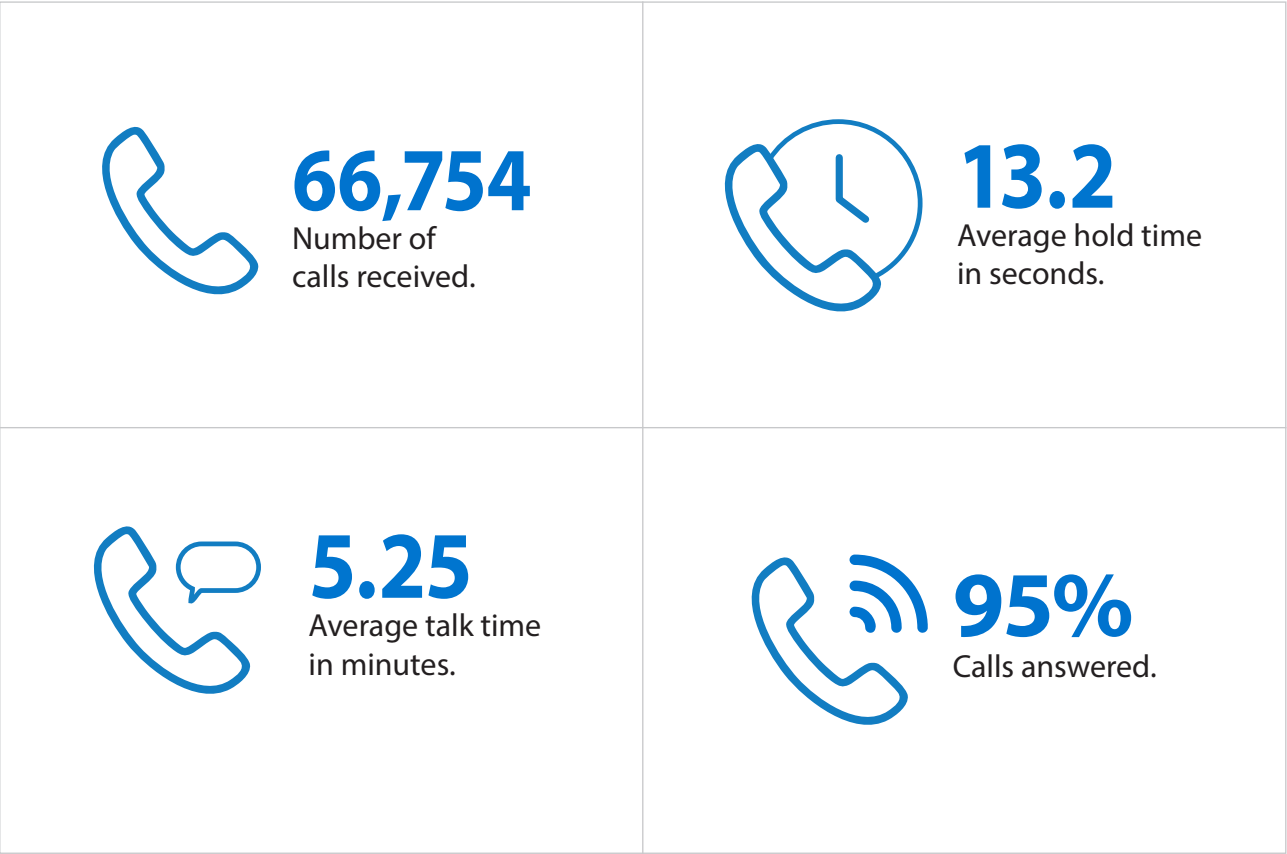 66,754
Number of
calls received.
13.2
Average hold time
in seconds.
5.25
Average talk time
in minutes.
95%
Calls answered.